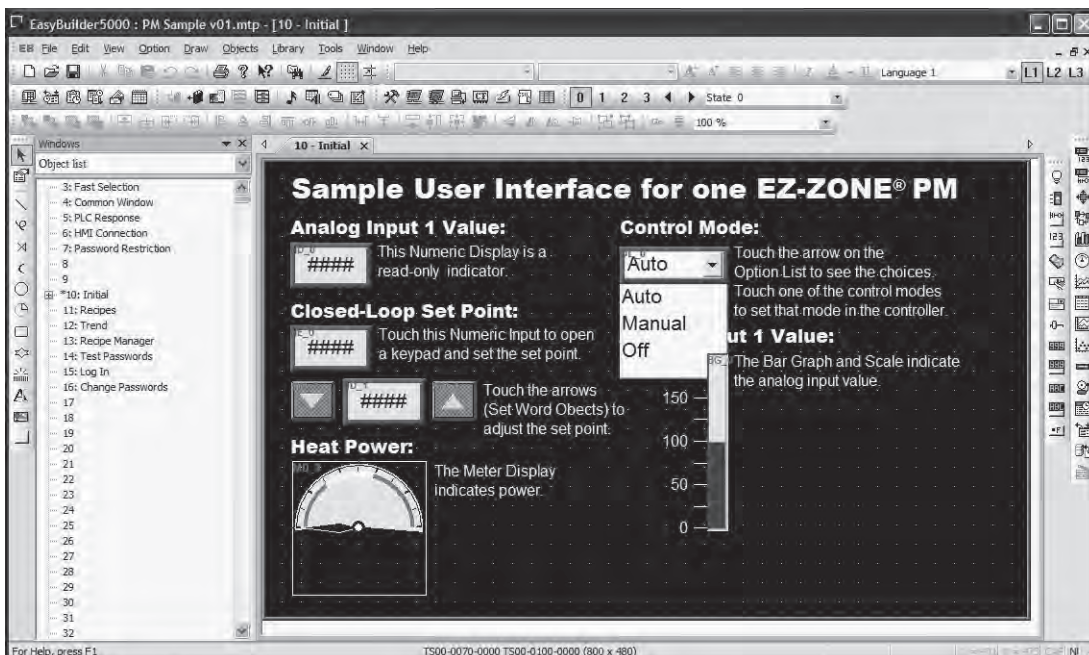 EasyBuilder5000 : PM Sample v01.mtp - [10 - Initial ]
EB File Edit View Option Draw Objects Library Tools Window Help
Language 1
L1 L2 L3
0 1 2 3
State 0
100 %
Windows
Object list
3: Fast Selection
4: Common Window
5: PLC Response
6: HMI Connection
7: Password Restriction
8
9
*10: Initial
11: Recipes
12: Trend
13: Recipe Manager
14: Test Passwords
15: Log In
16: Change Passwords
17
18
19
20
21
22
23
24
25
26
27
28
29
30
31
32
10 - Initial
Sample User Interface for one EZ-ZONE® PM
Analog Input 1 Value:
####
This Numeric Display is a
read-only indicator.
Closed-Loop Set Point:
####
Touch this Numeric Input to open
a keypad and set the set point.
####
Touch the arrows
(Set Word Obects) to
adjust the set point.
Heat Power:
The Meter Display
indicates power.
Control Mode:
Auto
Auto
Manual
Off
Touch the arrow on the
Option List to see the choices.
Touch one of the control modes
to set that mode in the controller.
ut 1 Value:
The Bar Graph and Scale indicate
the analog input value.
150
100
50
0
For Help, press F1
TS00-0070-0000 TS00-0100-0000 (800 x 480)